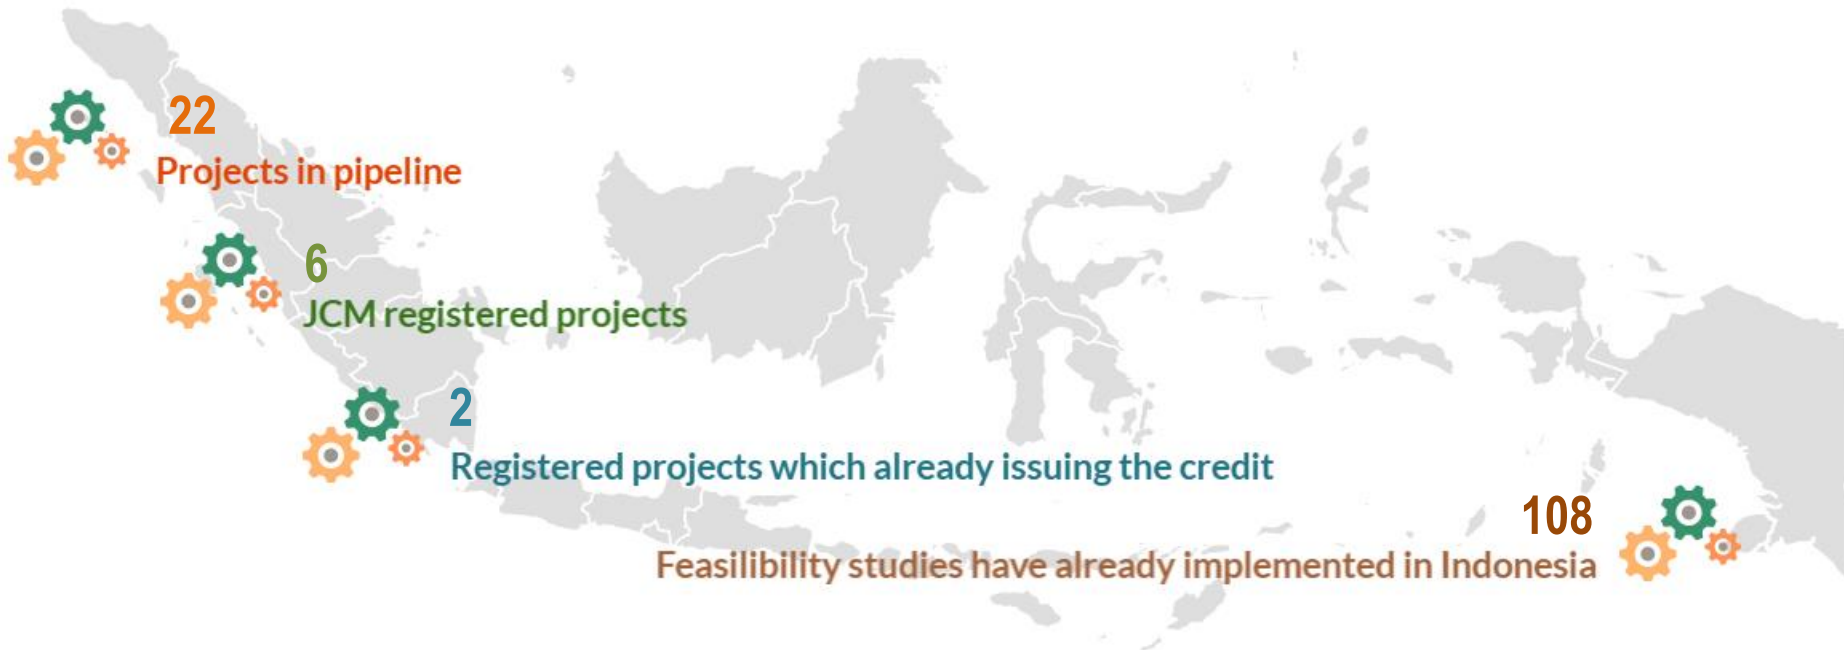 22
Projects in pipeline
6
JCM registered projects
2
Registered projects which already issuing the credit
108
Feasilibility studies have already implemented in Indonesia